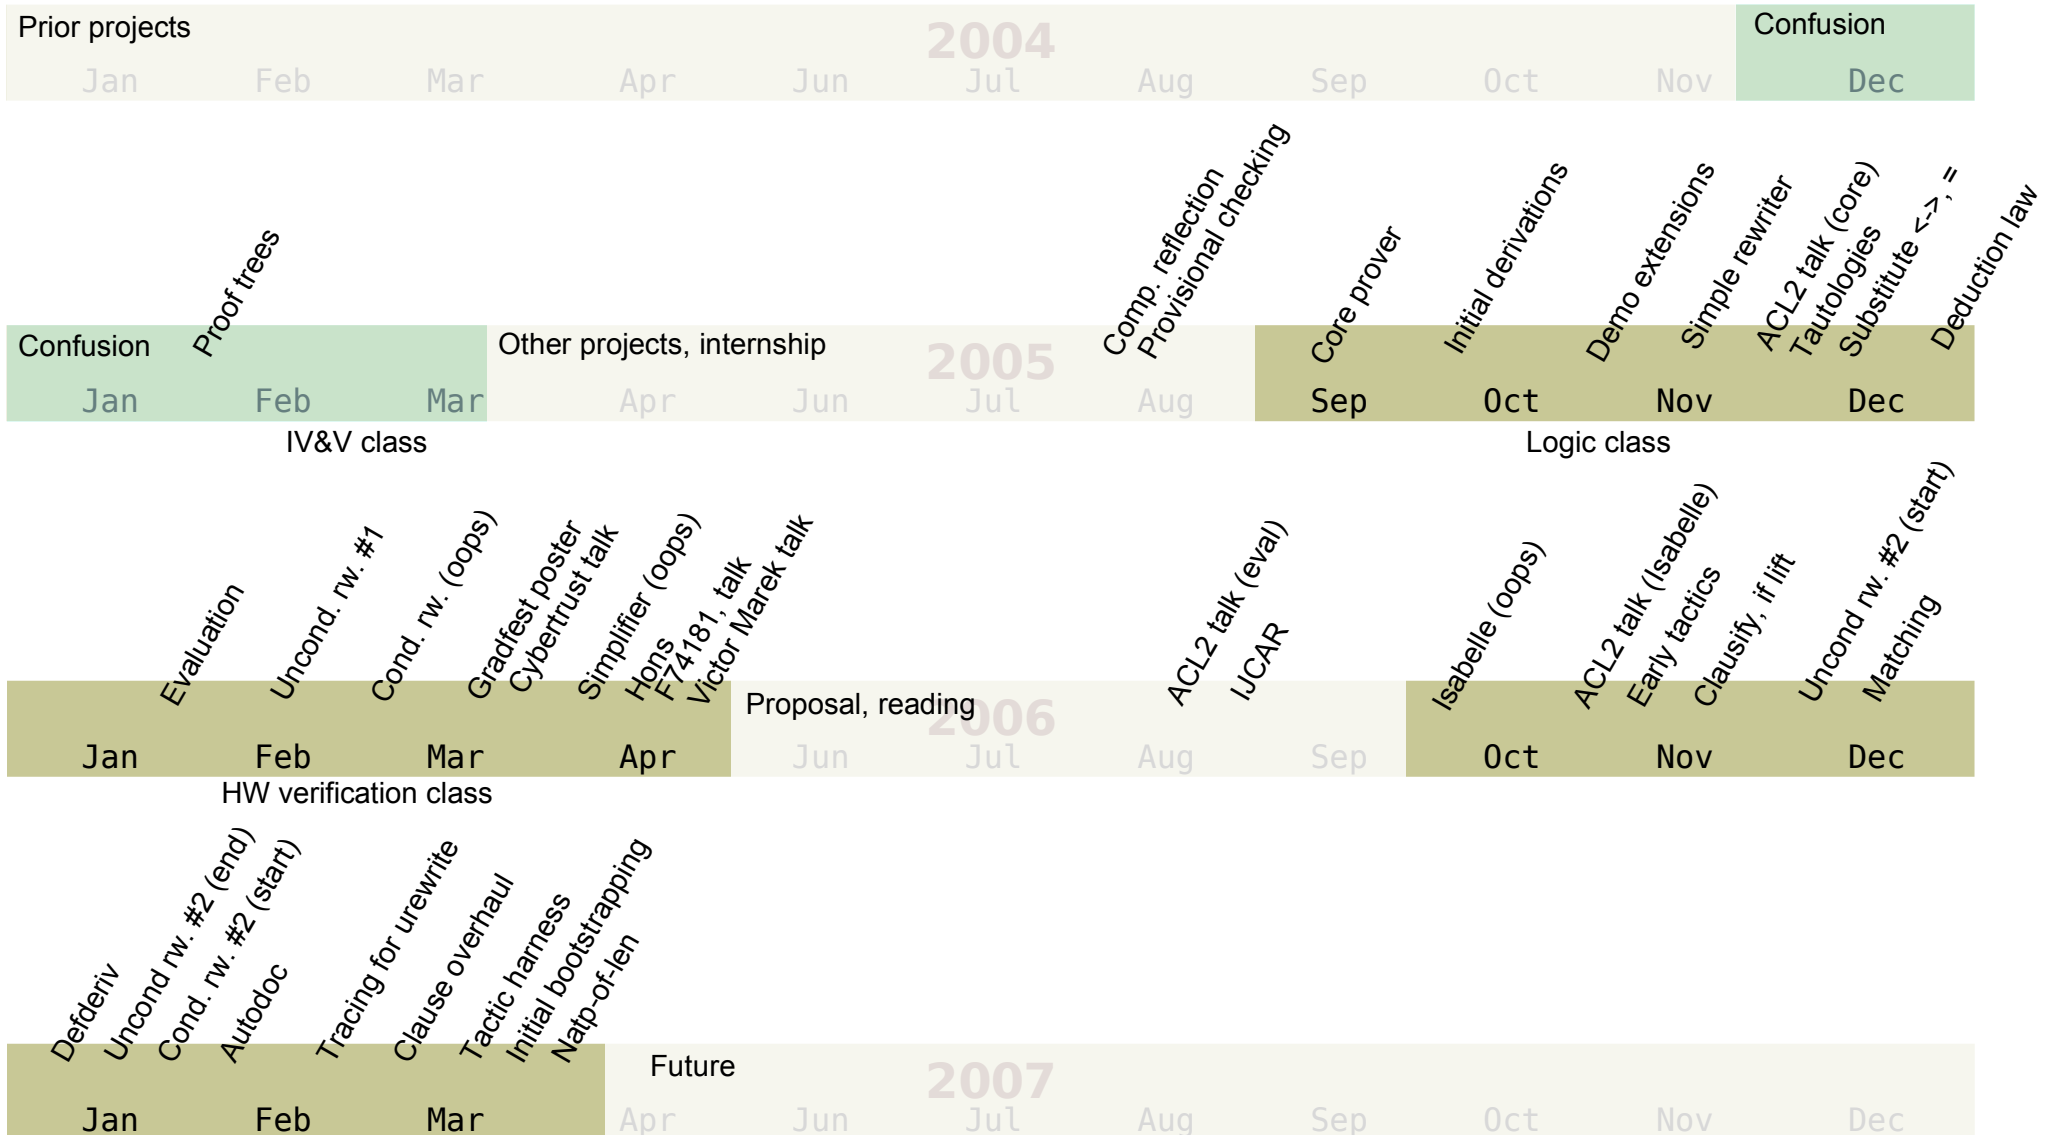 Prior projects
2004
Confusion
Jan Feb Mar Apr Jun Jul Aug Sep Oct Nov Dec
Proof trees
Comp. reflection
Provisional checking
Core prover
Initial derivations
Demo extensions
Simple rewriter
ACL2 talk (core)
Tautologies
Substitute <->, =
Deduction law
Confusion
Other projects, internship
2005
Jan Feb Mar Apr Jun Jul Aug Sep Oct Nov Dec
IV&V class
Logic class
Evaluation
Uncond. rw. #1
Cond. rw. (oops)
Gradfest poster
Cybertrust talk
Simplifier (oops)
Hons
F74181, talk
Victor Marek talk
ACL2 talk (eval)
IJCAR
Isabelle (oops)
ACL2 talk (Isabelle)
Early tactics
Clausify, if lift
Uncond rw. #2 (start)
Matching
Proposal, reading
2006
Jan Feb Mar Apr Jun Jul Aug Sep Oct Nov Dec
HW verification class
Defderiv
Uncond rw. #2 (end)
Cond. rw. #2 (start)
Autodoc
Tracing for urewrite
Clause overhaul
Tactic harness
Initial bootstrapping
Natp-of-len
Future
2007
Jan Feb Mar Apr Jun Jul Aug Sep Oct Nov Dec